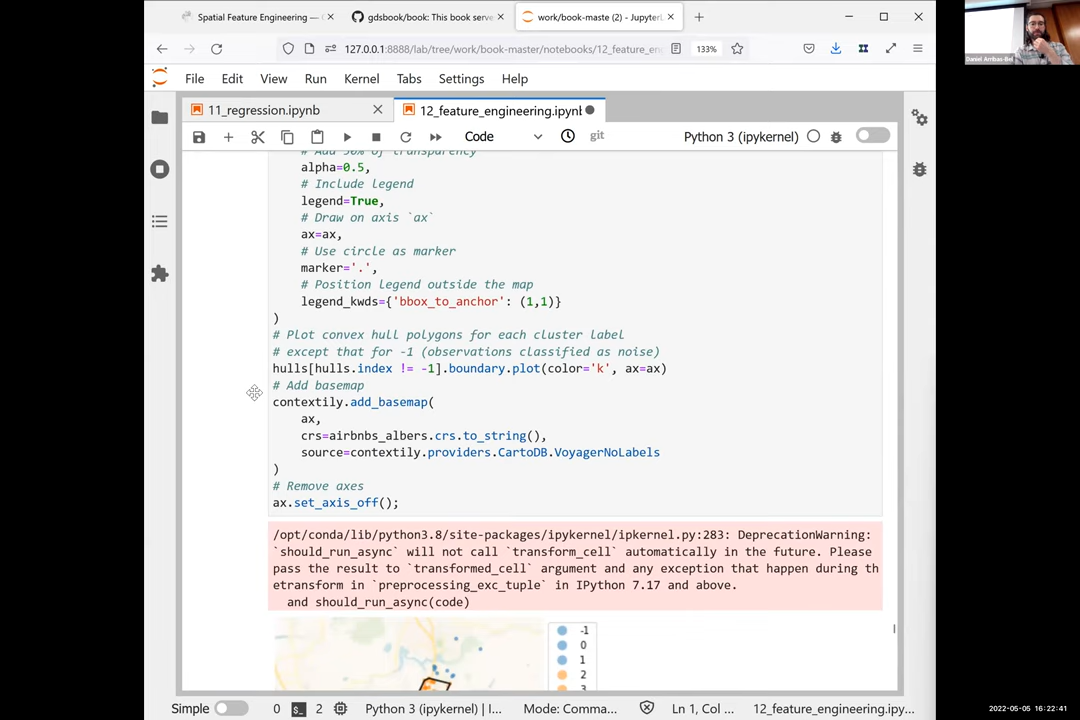 Spatial Feature Engineering — (
gdsbook/book: This book serve
work/book-maste (2) - Jupyter
127.0.0.1:8888/lab/tree/work/book-master/notebooks/12_feature_en
133%
File Edit View Run Kernel Tabs Settings Help
11_regression.ipynb
12_feature_engineering.ipynb
Code
git
Python 3 (ipykernel)
# Add 50% of transparency
alpha=0.5,
# Include legend
legend=True,
# Draw on axis `ax`
ax=ax,
# Use circle as marker
marker='.',
# Position legend outside the map
legend_kwds={'bbox_to_anchor': (1,1)}
)
# Plot convex hull polygons for each cluster label
# except that for -1 (observations classified as noise)
hulls[hulls.index != -1].boundary.plot(color='k', ax=ax)
# Add basemap
contextily.add_basemap(
ax,
crs=airbnbs_albers.crs.to_string(),
source=contextily.providers.CartoDB.VoyagerNoLabels
)
# Remove axes
ax.set_axis_off();
/opt/conda/lib/python3.8/site-packages/ipykernel/ipkernel.py:283: DeprecationWarning:
`should_run_async` will not call `transform_cell` automatically in the future. Please
pass the result to `transformed_cell` argument and any exception that happen during th
etransform in `preprocessing_exc_tuple` in IPython 7.17 and above.
and should_run_async(code)
-1
0
1
2
3
Simple
0
2
Python 3 (ipykernel) | I...
Mode: Comma...
Ln 1, Col ...
12_feature_engineering.ipy...
Daniel Arribas-Bel
2022-05-05 16:22:41